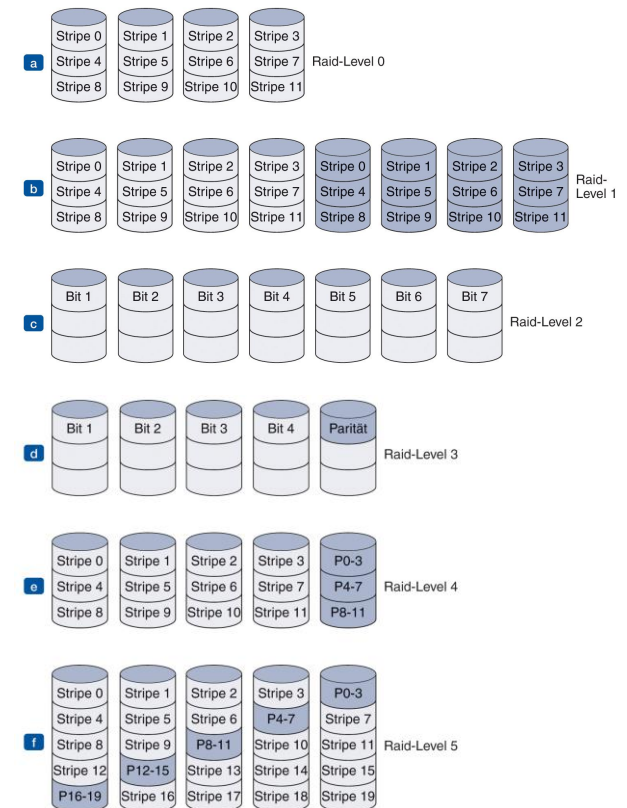 Stripe 0 Stripe 1 Stripe 2 Stripe 3
a Stripe 4 Stripe 5 Stripe 6 Stripe 7 Raid-Level 0
Stripe 8 Stripe 9 Stripe 10 Stripe 11
Stripe 0 Stripe 1 Stripe 2 Stripe 3 Stripe 0 Stripe 1 Stripe 2 Stripe 3
b Stripe 4 Stripe 5 Stripe 6 Stripe 7 Stripe 4 Stripe 5 Stripe 6 Stripe 7 Raid-
Level 1
Stripe 8 Stripe 9 Stripe 10 Stripe 11 Stripe 8 Stripe 9 Stripe 10 Stripe 11
Bit 1 Bit 2 Bit 3 Bit 4 Bit 5 Bit 6 Bit 7
c Raid-Level 2
Bit 1 Bit 2 Bit 3 Bit 4 Parität
d Raid-Level 3
Stripe 0 Stripe 1 Stripe 2 Stripe 3 P0-3
e Stripe 4 Stripe 5 Stripe 6 Stripe 7 P4-7 Raid-Level 4
Stripe 8 Stripe 9 Stripe 10 Stripe 11 P8-11
Stripe 0 Stripe 1 Stripe 2 Stripe 3 P0-3
Stripe 4 Stripe 5 Stripe 6 P4-7 Stripe 7
f Stripe 8 Stripe 9 P8-11 Stripe 10 Stripe 11 Raid-Level 5
Stripe 12 P12-15 Stripe 13 Stripe 14 Stripe 15
P16-19 Stripe 16 Stripe 17 Stripe 18 Stripe 19